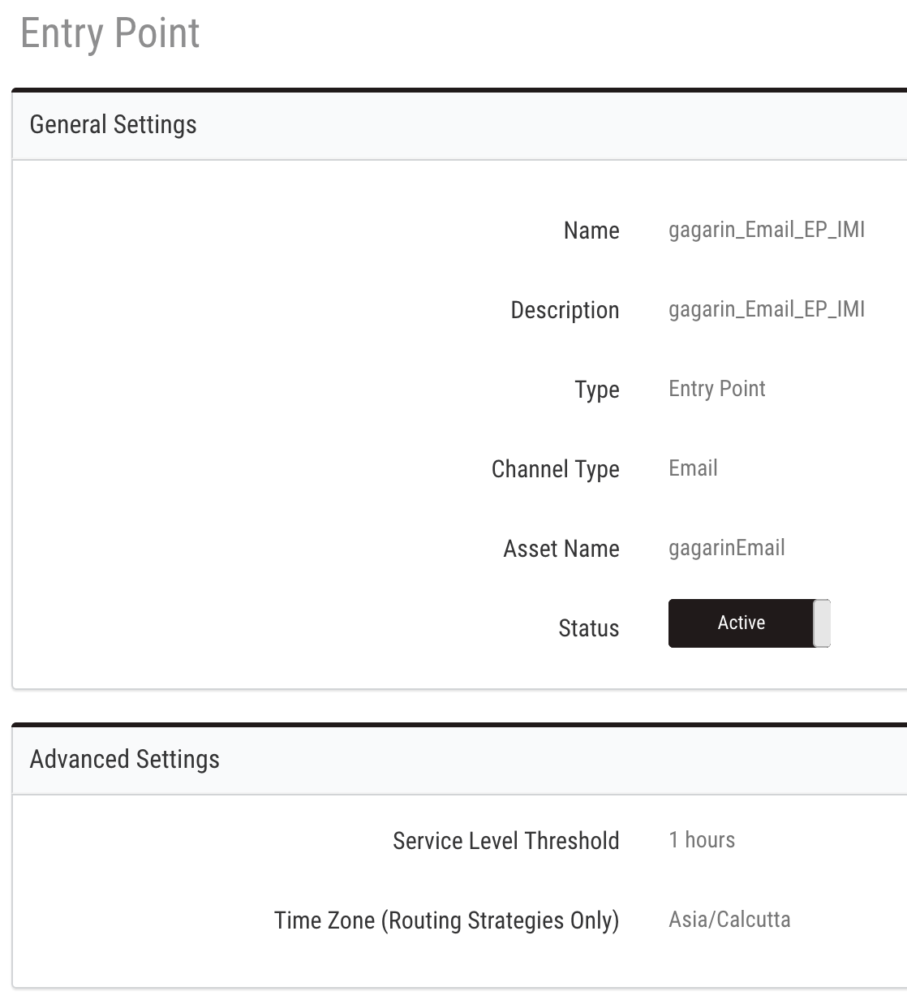 Entry Point
General Settings
Name gagarin_Email_EP_IMI
Description gagarin_Email_EP_IMI
Type Entry Point
Channel Type Email
Asset Name gagarinEmail
Status Active
Advanced Settings
Service Level Threshold 1 hours
Time Zone (Routing Strategies Only) Asia/Calcutta